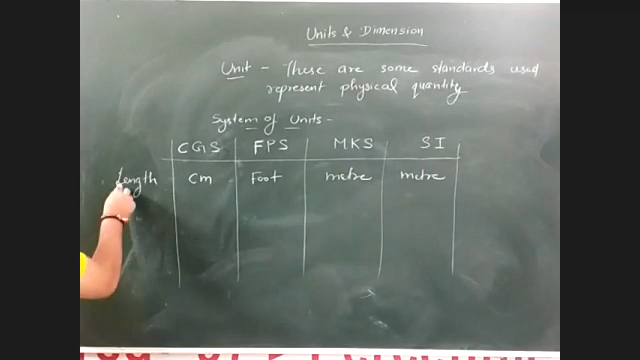 Units & Dimension
Unit - These are some standards used
represent physical quantity
System of Units -
CGS FPS MKS SI
Length Cm Foot metre metre